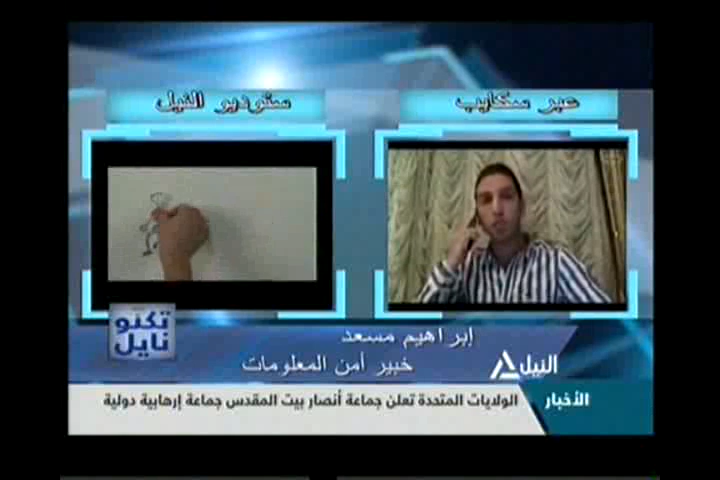 عبر سكايب
ستوديو النيل
تكنو
نايل
إبراهيم مسعد
خبير أمن المعلومات
النيل
الأخبار
الولايات المتحدة تعلن جماعة أنصار بيت المقدس جماعة إرهابية دولية